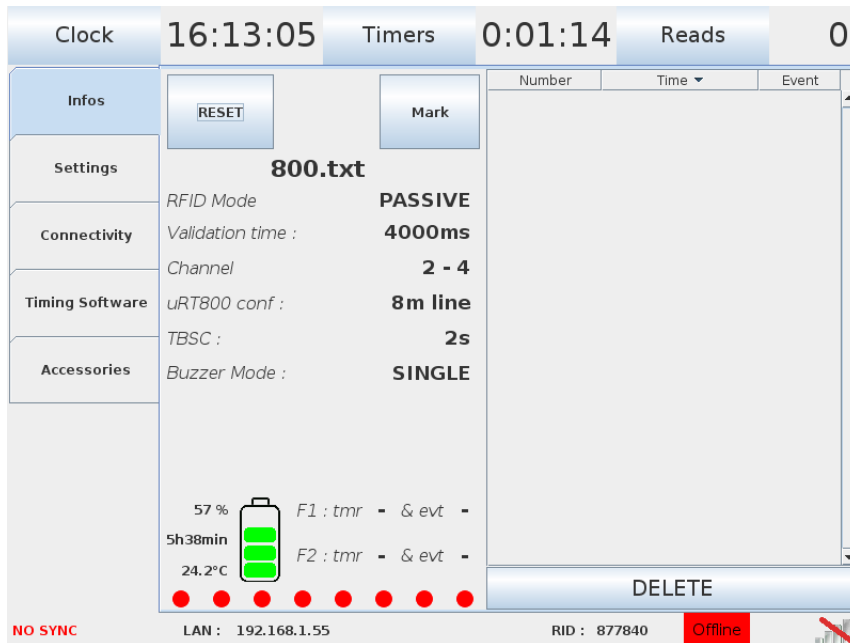 Clock 16:13:05 Timers 0:01:14 Reads 0
Infos
Settings
Connectivity
Timing Software
Accessories
RESET Mark
800.txt
RFID Mode PASSIVE
Validation time : 4000ms
Channel 2 - 4
uRT800 conf : 8m line
TBSC : 2s
Buzzer Mode : SINGLE
57 %
5h38min
24.2°C
F1 : tmr - & evt -
F2 : tmr - & evt -
Number Time Event
DELETE
NO SYNC LAN : 192.168.1.55 RID : 877840 Offline